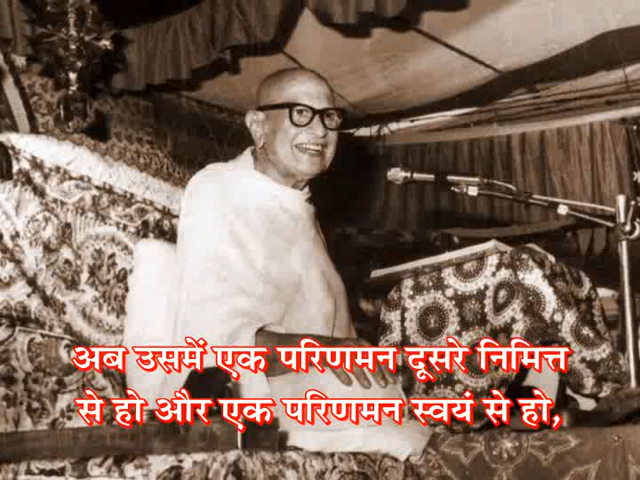 अब उसमें एक परिणमन दूसरे निमित्त
से हो और एक परिणमन स्वयं से हो,